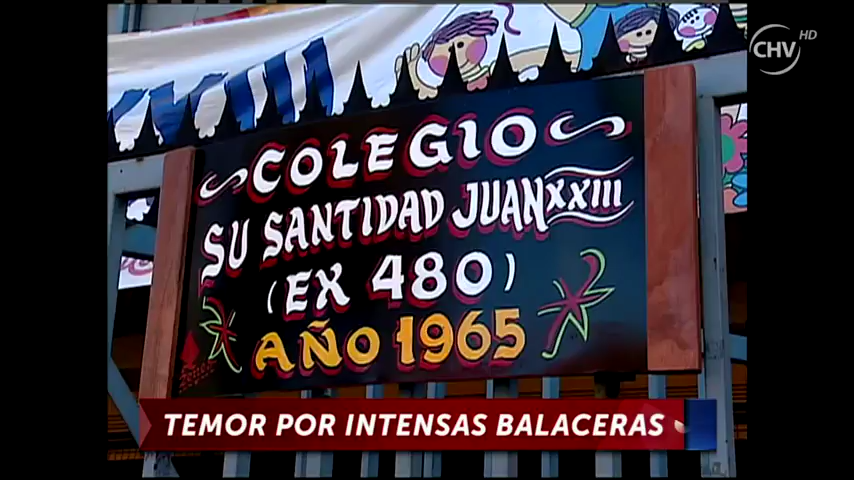 CHV HD
COLEGIO
SU SANTIDAD JUAN XXIII
(EX 480)
AÑO 1965
TEMOR POR INTENSAS BALACERAS